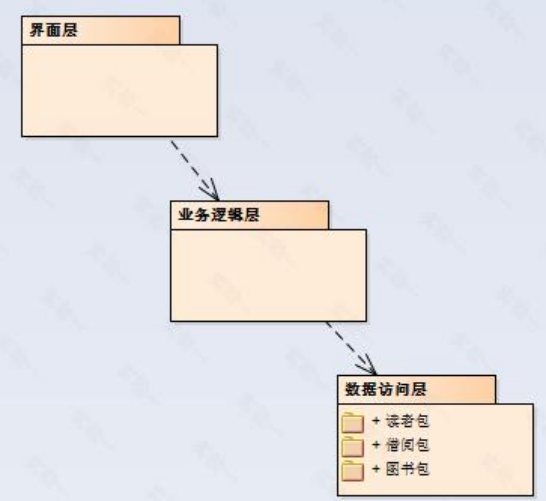 界面层
业务逻辑层
数据访问层
+ 读者包
+ 借阅包
+ 图书包